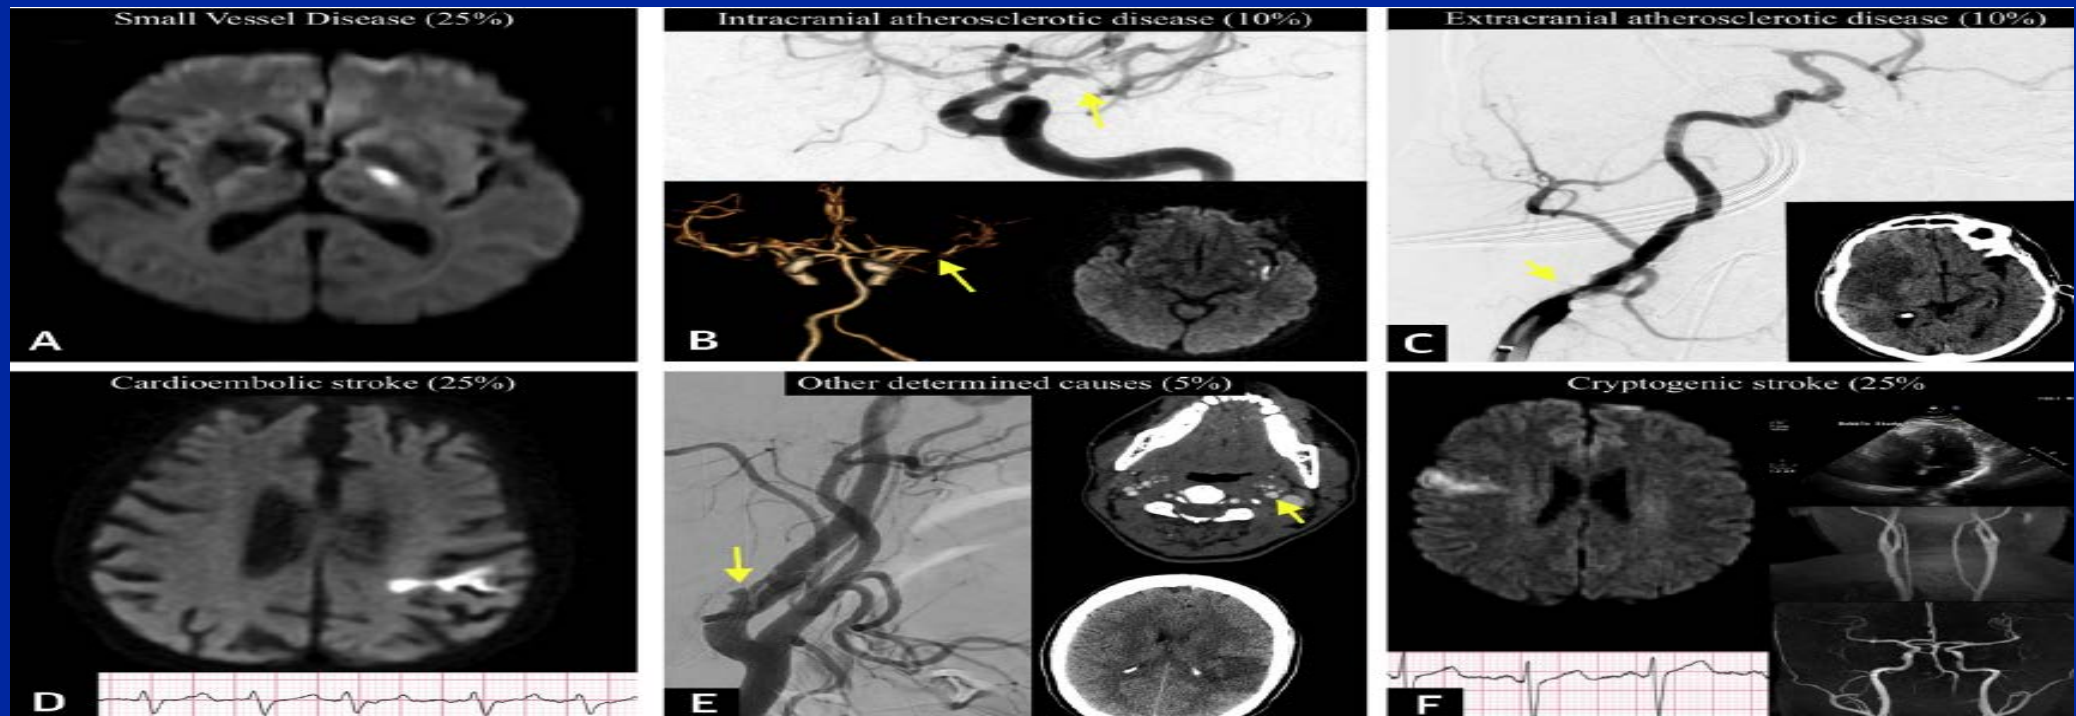 Small Vessel Disease (25%)
Intracranial atherosclerotic disease (10%)
Extracranial atherosclerotic disease (10%)
A
B
C
Cardioembolic stroke (25%)
Other determined causes (5%)
Cryptogenic stroke (25%
D
E
F